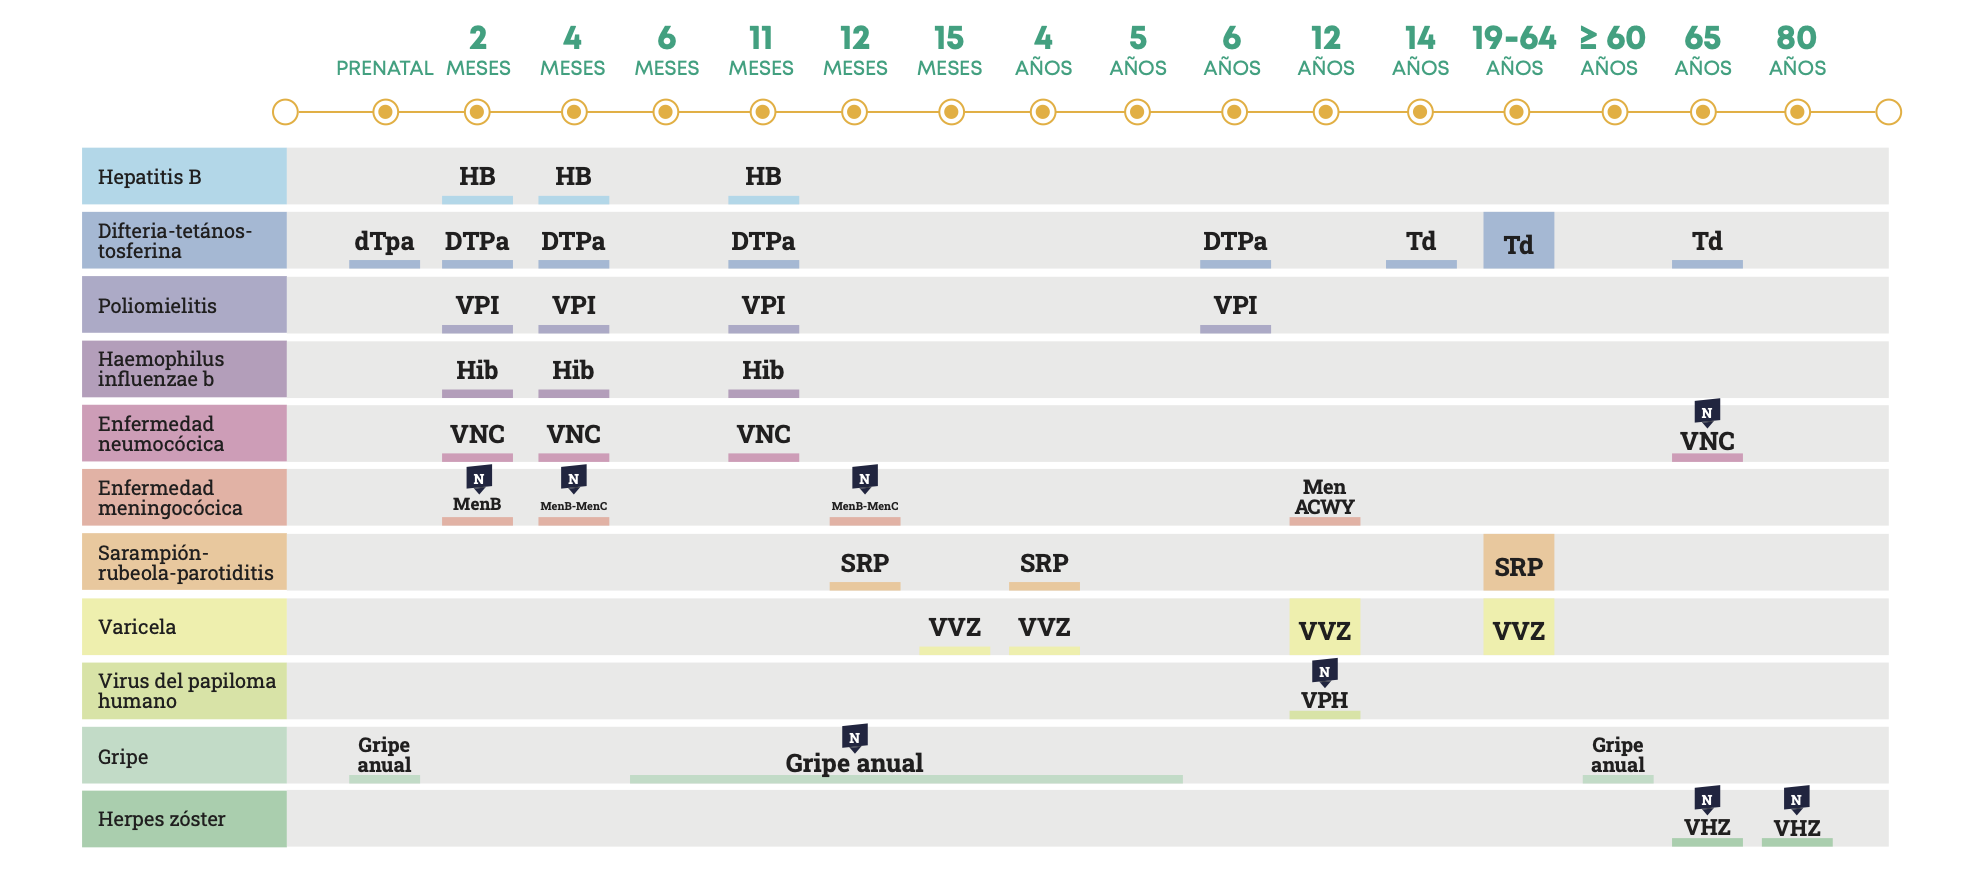 2 4 6 11 12 15 4 5 6 12 14 19-64 ≥ 60 65 80
PRENATAL MESES MESES MESES MESES MESES MESES AÑOS AÑOS AÑOS AÑOS AÑOS AÑOS AÑOS AÑOS AÑOS
Hepatitis B HB HB HB
Difteria-tetános-
tosferina
dTpa DTPa DTPa DTPa DTPa Td Td Td
Poliomielitis VPI VPI VPI VPI
Haemophilus
influenzae b
Hib Hib Hib
Enfermedad
neumocócica
VNC VNC VNC
N
VNC
Enfermedad
meningocócica
N N N
MenB MenB-MenC MenB-MenC
Men
ACWY
Sarampión-
rubeola-parotiditis
SRP SRP SRP
Varicela VVZ VVZ VVZ VVZ
Virus del papiloma
humano
N
VPH
Gripe
Gripe
anual
N
Gripe anual
Gripe
anual
Herpes zóster
N N
VHZ VHZ